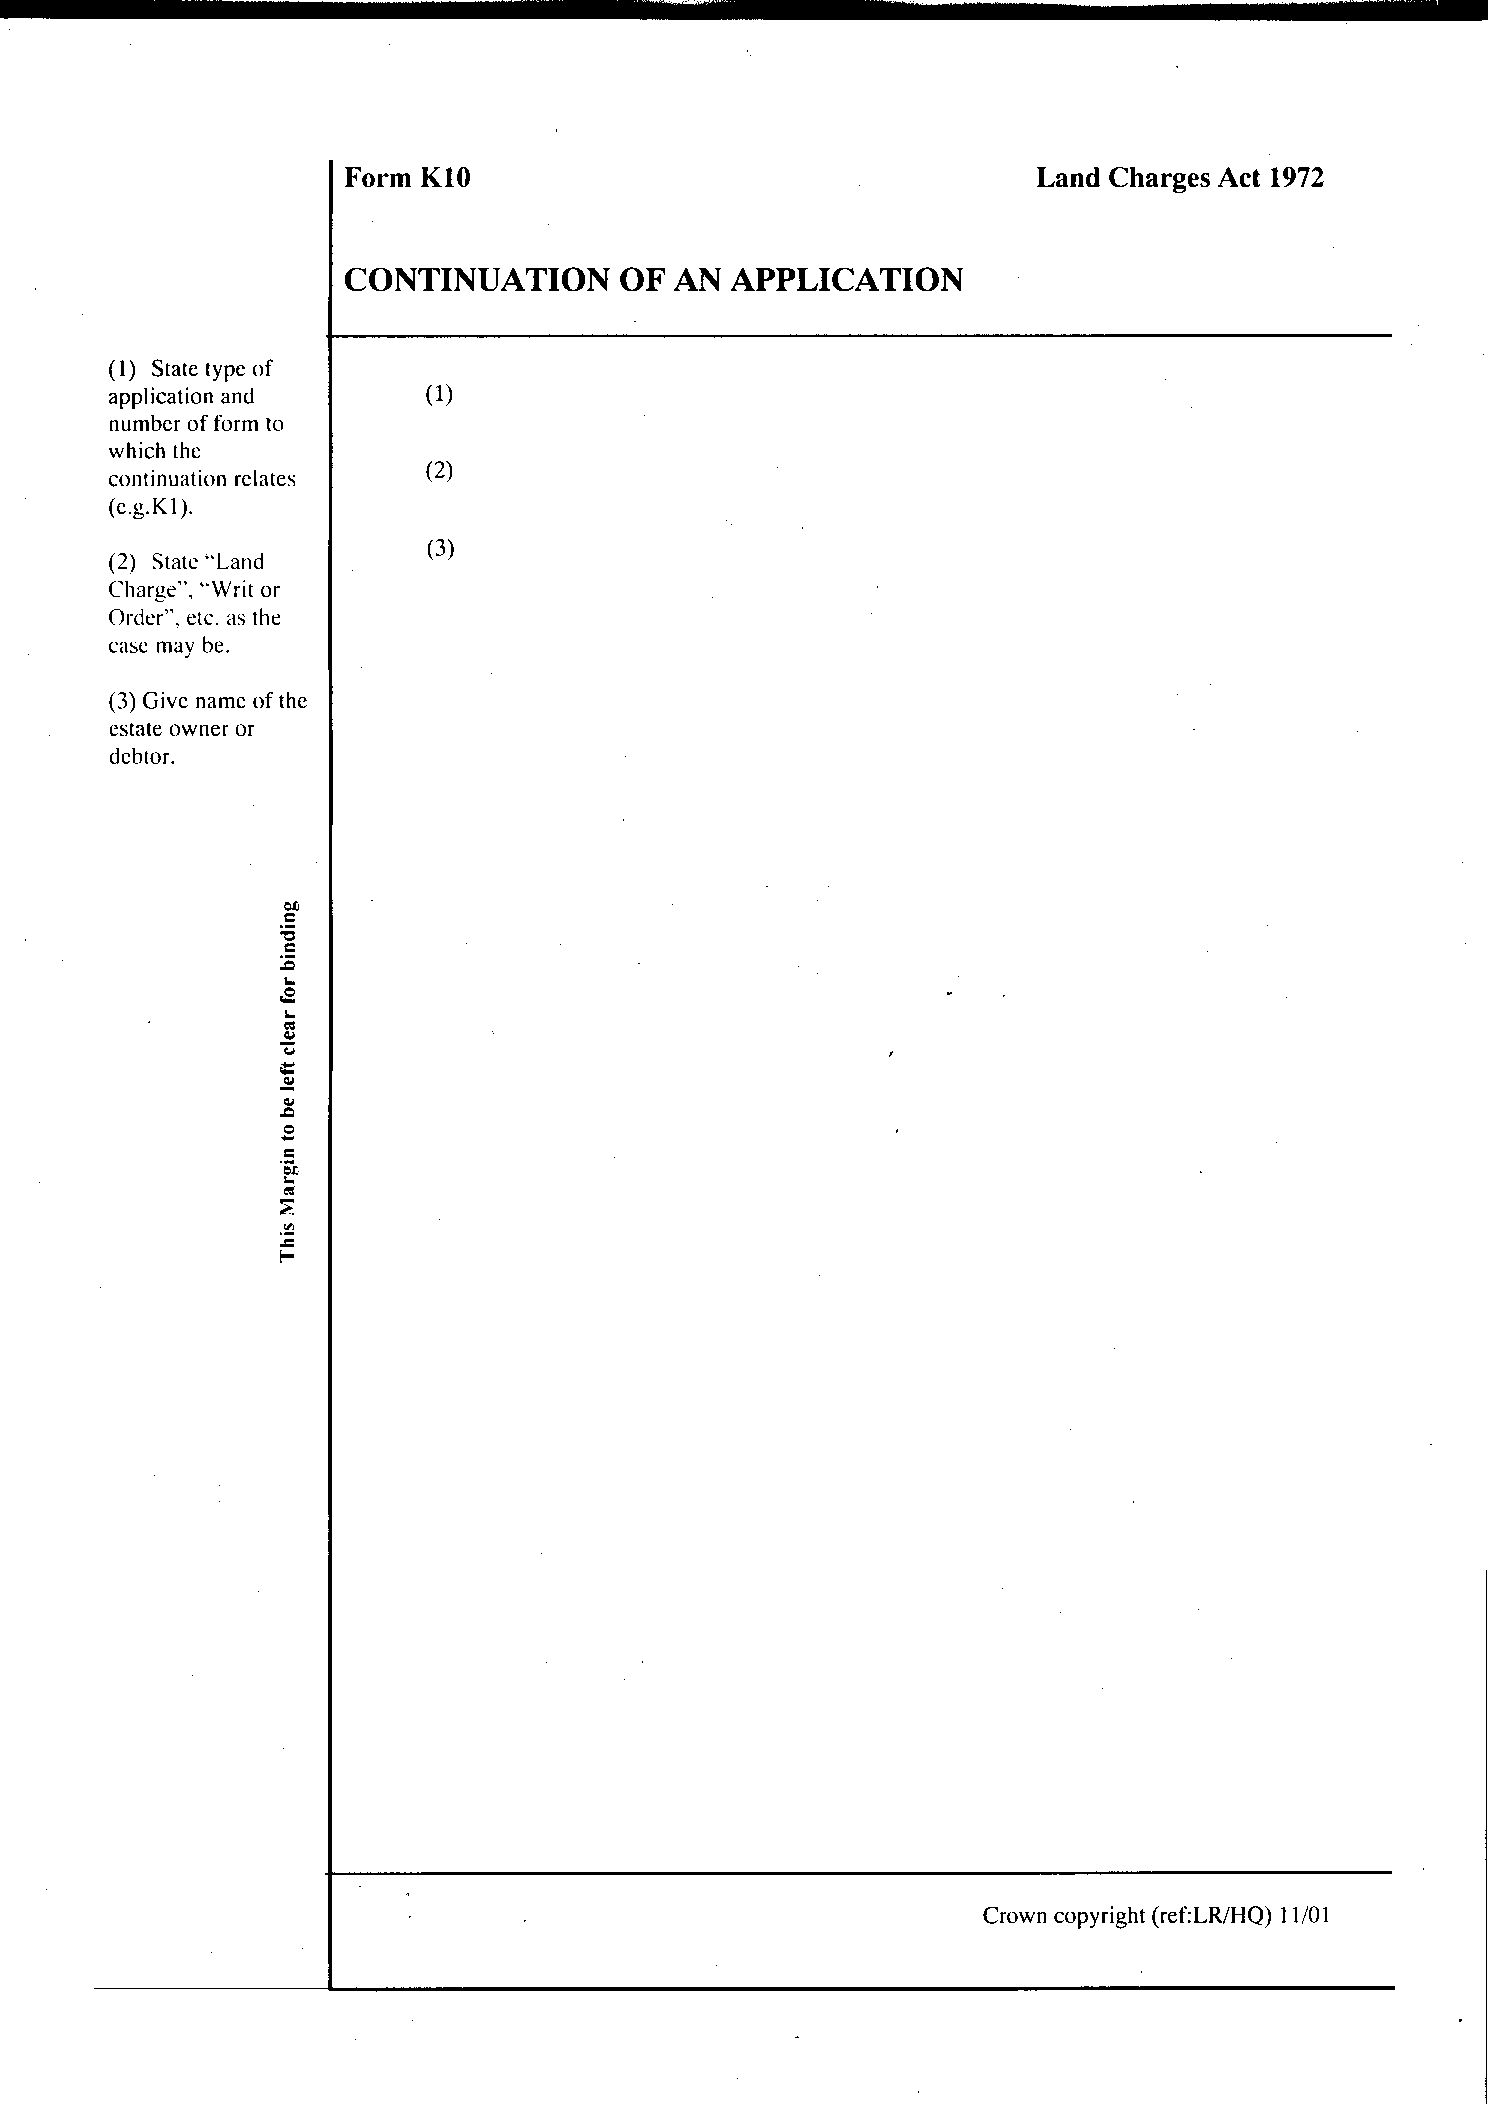 Form K10
Land Charges Act 1972
CONTINUATION OF AN APPLICATION
(1) State type of
application and
number of form to
which the
continuation relates
(e.g.K1).
(2) State “Land
Charge”, “Writ or
Order”, etc. as the
case may be.
(3) Give name of the
estate owner or
debtor.
This Margin to be left clear for binding
(1)
(2)
(3)
Crown copyright (ref:LR/HQ) 11/01